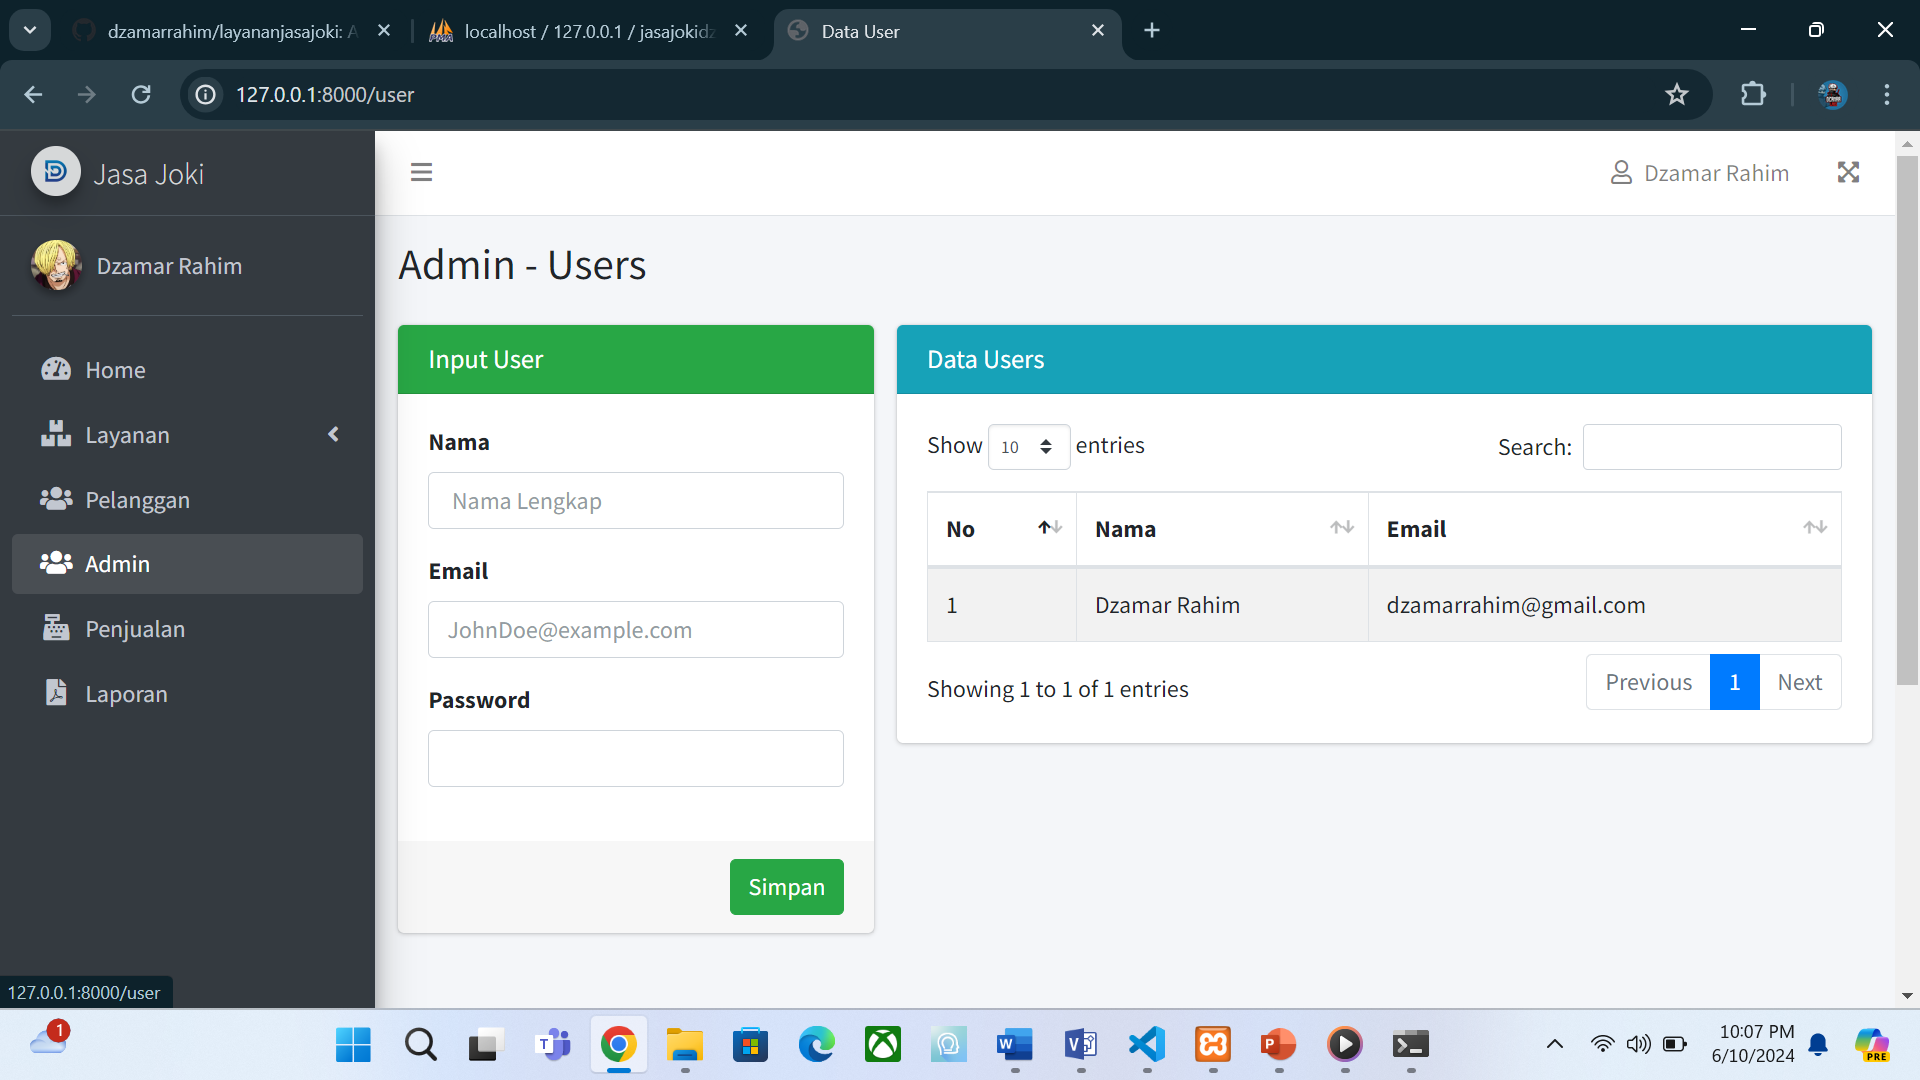 dzamarrahim/layananjasajoki: A
localhost / 127.0.0.1 / jasajokidz
Data User
127.0.0.1:8000/user
Jasa Joki
Dzamar Rahim
Dzamar Rahim
Home
Layanan
Pelanggan
Admin
Penjualan
Laporan
Admin - Users
Input User
Nama
Nama Lengkap
Email
JohnDoe@example.com
Password
Simpan
Data Users
Show 10 entries
Search:
No Nama Email
1 Dzamar Rahim dzamarrahim@gmail.com
Showing 1 to 1 of 1 entries
Previous 1 Next
127.0.0.1:8000/user
1
10:07 PM
6/10/2024
PRE